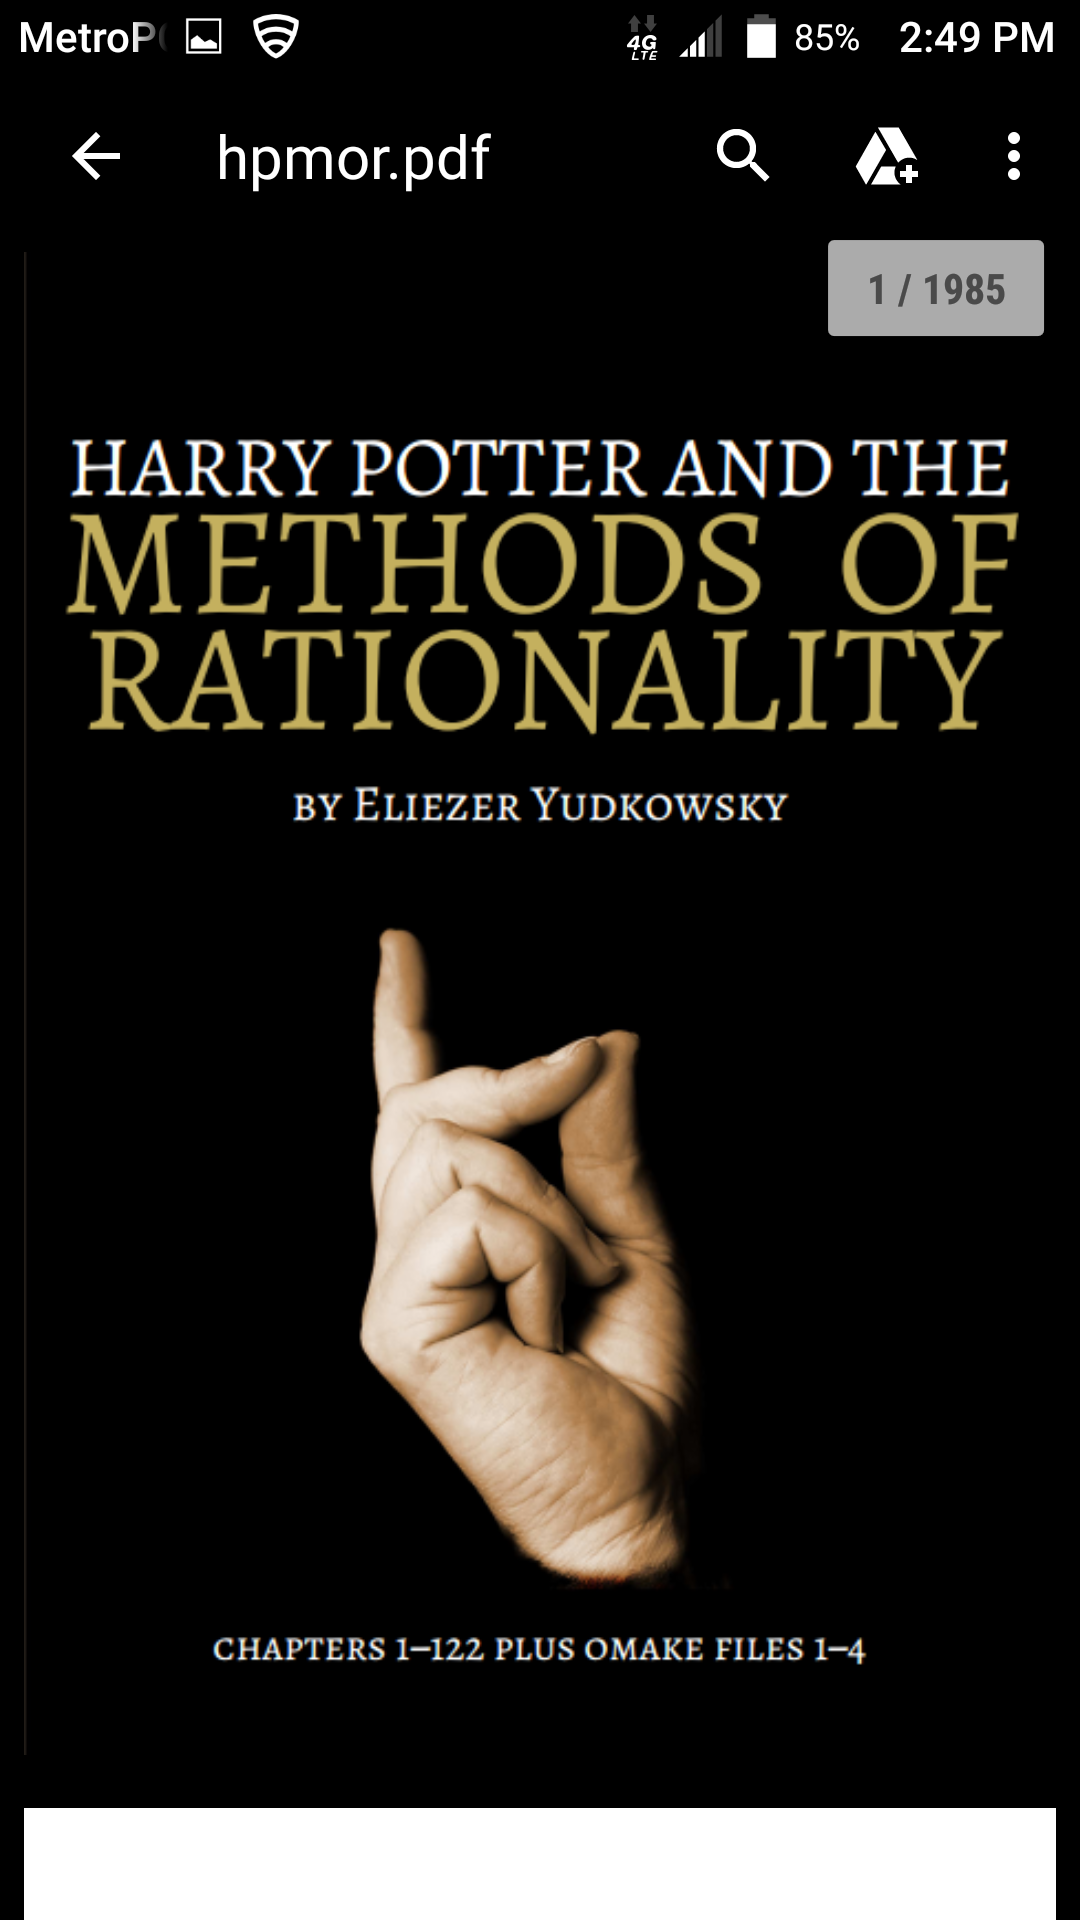 MetroP 4G LTE 85% 2:49 PM
hpmor.pdf
1 / 1985
HARRY POTTER AND THE
METHODS OF
RATIONALITY
BY ELIEZER YUDKOWSKY
CHAPTERS 1–122 PLUS OMAKE FILES 1–4